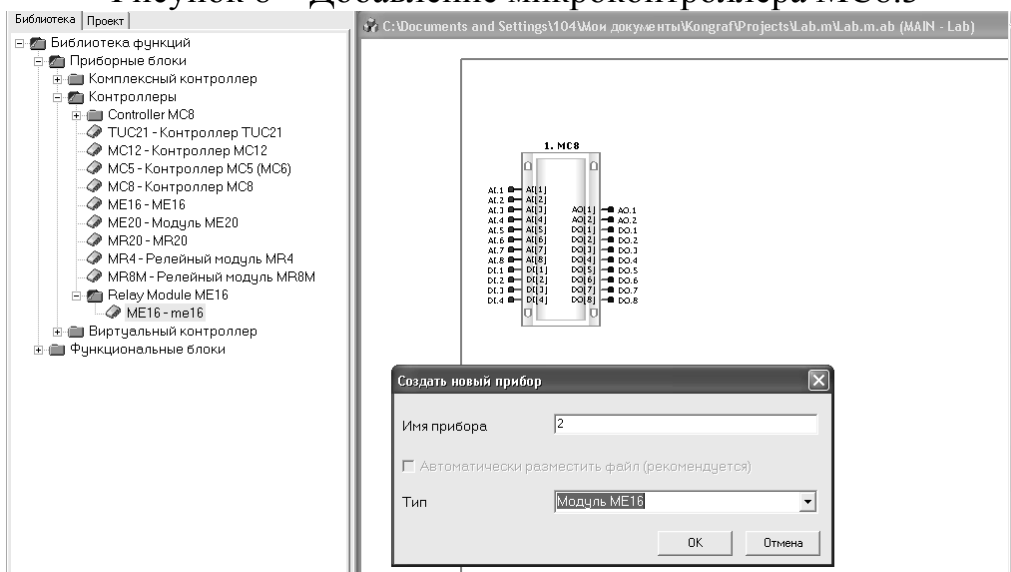 Рисунок 6 – Добавление микроконтроллера МС8.3
Библиотека Проект
Библиотека функций
Приборные блоки
Комплексный контроллер
Контроллеры
Controller MC8
TUC21 - Контроллер TUC21
MC12 - Контроллер MC12
MC5 - Контроллер MC5 (MC6)
MC8 - Контроллер MC8
ME16 - ME16
ME20 - Модуль ME20
MR20 - MR20
MR4 - Релейный модуль MR4
MR8M - Релейный модуль MR8M
Relay Module ME16
ME16 - me16
Виртуальный контроллер
Функциональные блоки
C:\Documents and Settings\104\Мои документы\Kongraf\Projects\Lab.m\Lab.m.ab (MAIN - Lab)
1. MC8
AI.1 AI[1]
AI.2 AI[2]
AI.3 AI[3] AO[1] AO.1
AI.4 AI[4] AO[2] AO.2
AI.5 AI[5] DO[1] DO.1
AI.6 AI[6] DO[2] DO.2
AI.7 AI[7] DO[3] DO.3
AI.8 AI[8] DO[4] DO.4
DI.1 DI[1] DO[5] DO.5
DI.2 DI[2] DO[6] DO.6
DI.3 DI[3] DO[7] DO.7
DI.4 DI[4] DO[8] DO.8
Создать новый прибор
Имя прибора 2
Автоматически разместить файл (рекомендуется)
Тип Модуль ME16
OK Отмена